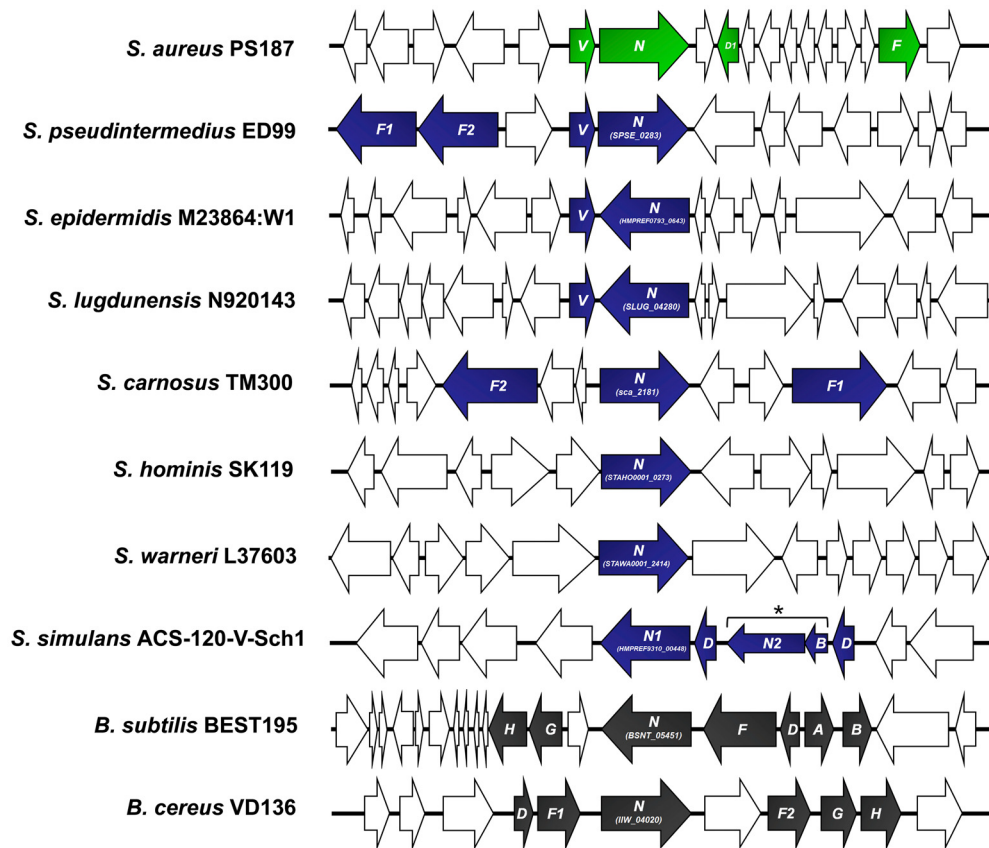 S. aureus PS187 V N D1 F
S. pseudintermedius ED99 F1 F2 V N
(SPSE_0283)
S. epidermidis M23864:W1 V N
(HMPREF0793_0643)
S. lugdunensis N920143 V N
(SLUG_04280)
S. carnosus TM300 F2 N F1
(sca_2181)
S. hominis SK119 N
(STAHO0001_0273)
S. warneri L37603 N
(STAWA0001_2414)
*
S. simulans ACS-120-V-Sch1 N1 D N2 B D
(HMPREF9310_00448)
B. subtilis BEST195 H G N F D A B
(BSNT_05451)
B. cereus VD136 D F1 N F2 G H
(IIW_04020)